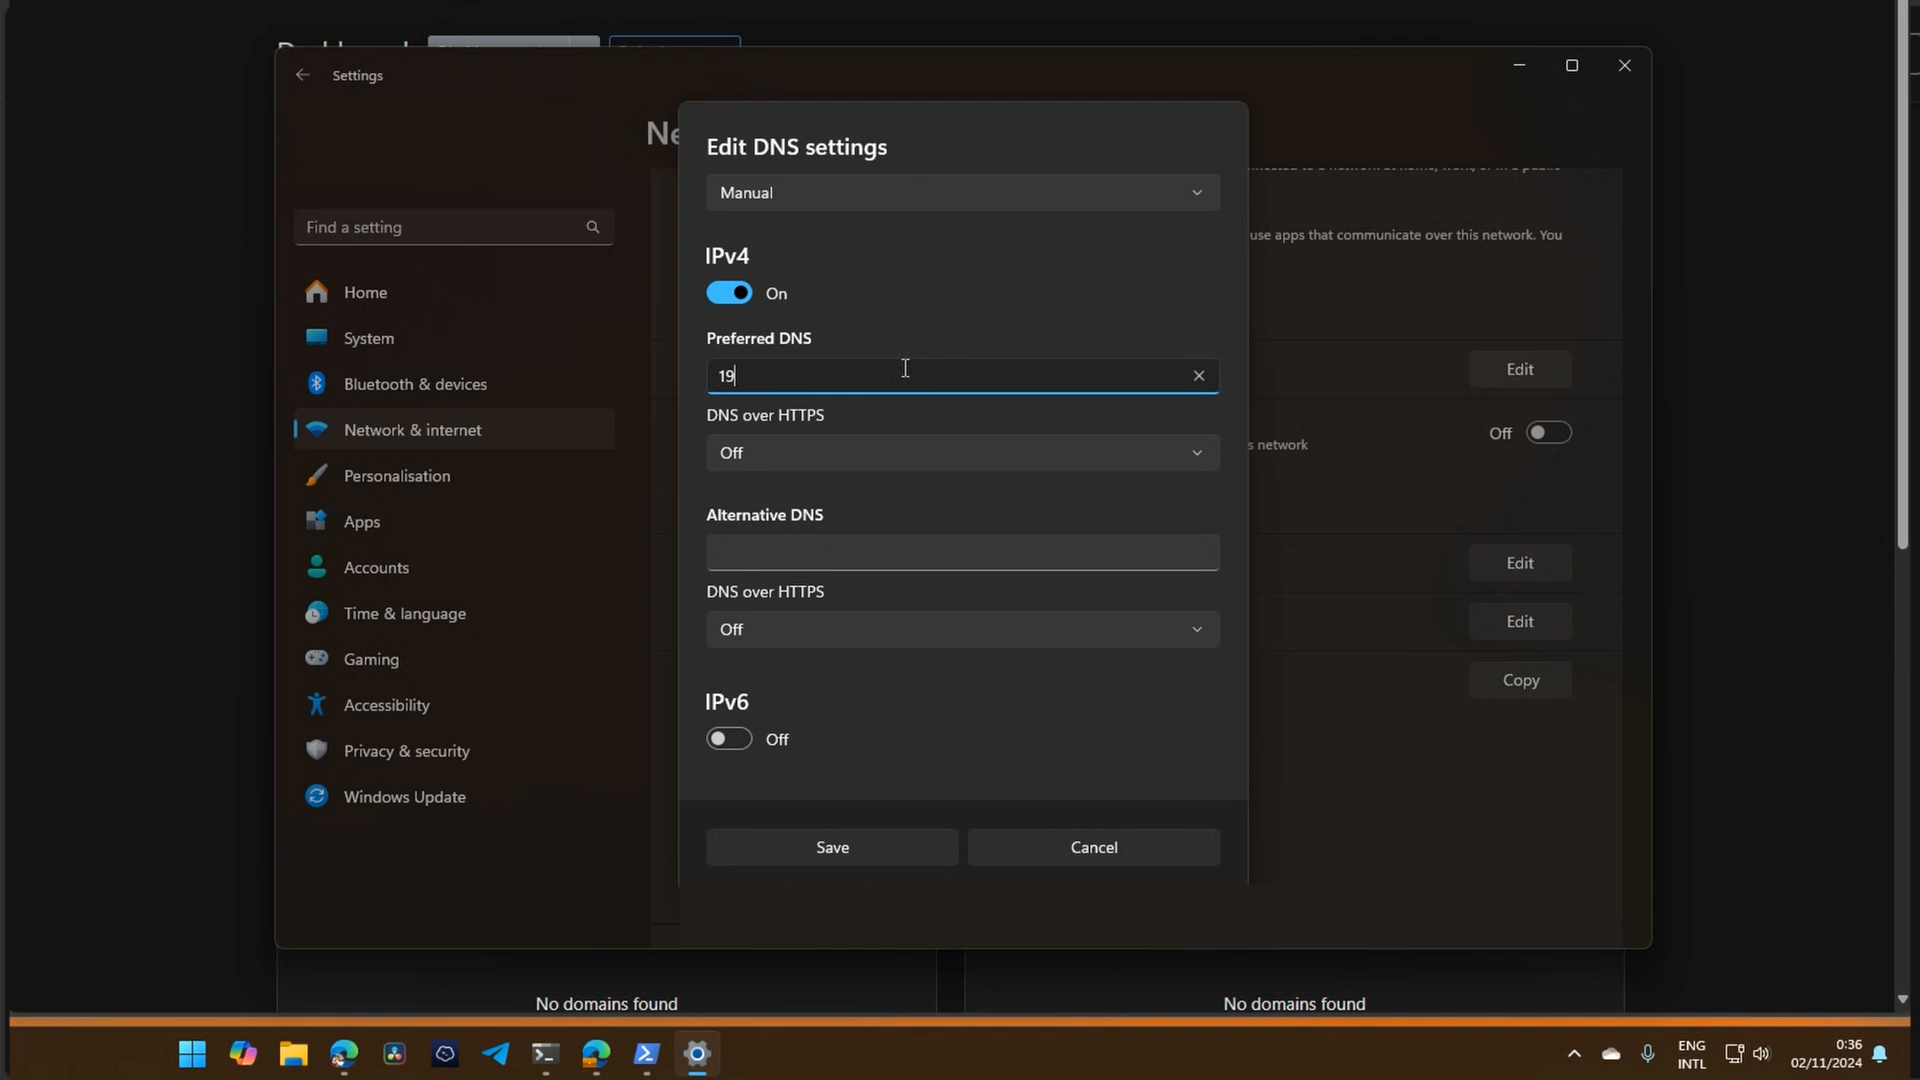 Settings
Edit DNS settings
Manual
Find a setting
IPv4
use apps that communicate over this network. You
Home
On
System
Preferred DNS
19
Edit
Bluetooth & devices
DNS over HTTPS
Network & internet
Off
s network
Off
Personalisation
Alternative DNS
Apps
Edit
Accounts
DNS over HTTPS
Time & language
Off
Edit
Gaming
IPv6
Copy
Accessibility
Off
Privacy & security
Windows Update
Save
Cancel
No domains found
No domains found
ENG
INTL
0:36
02/11/2024